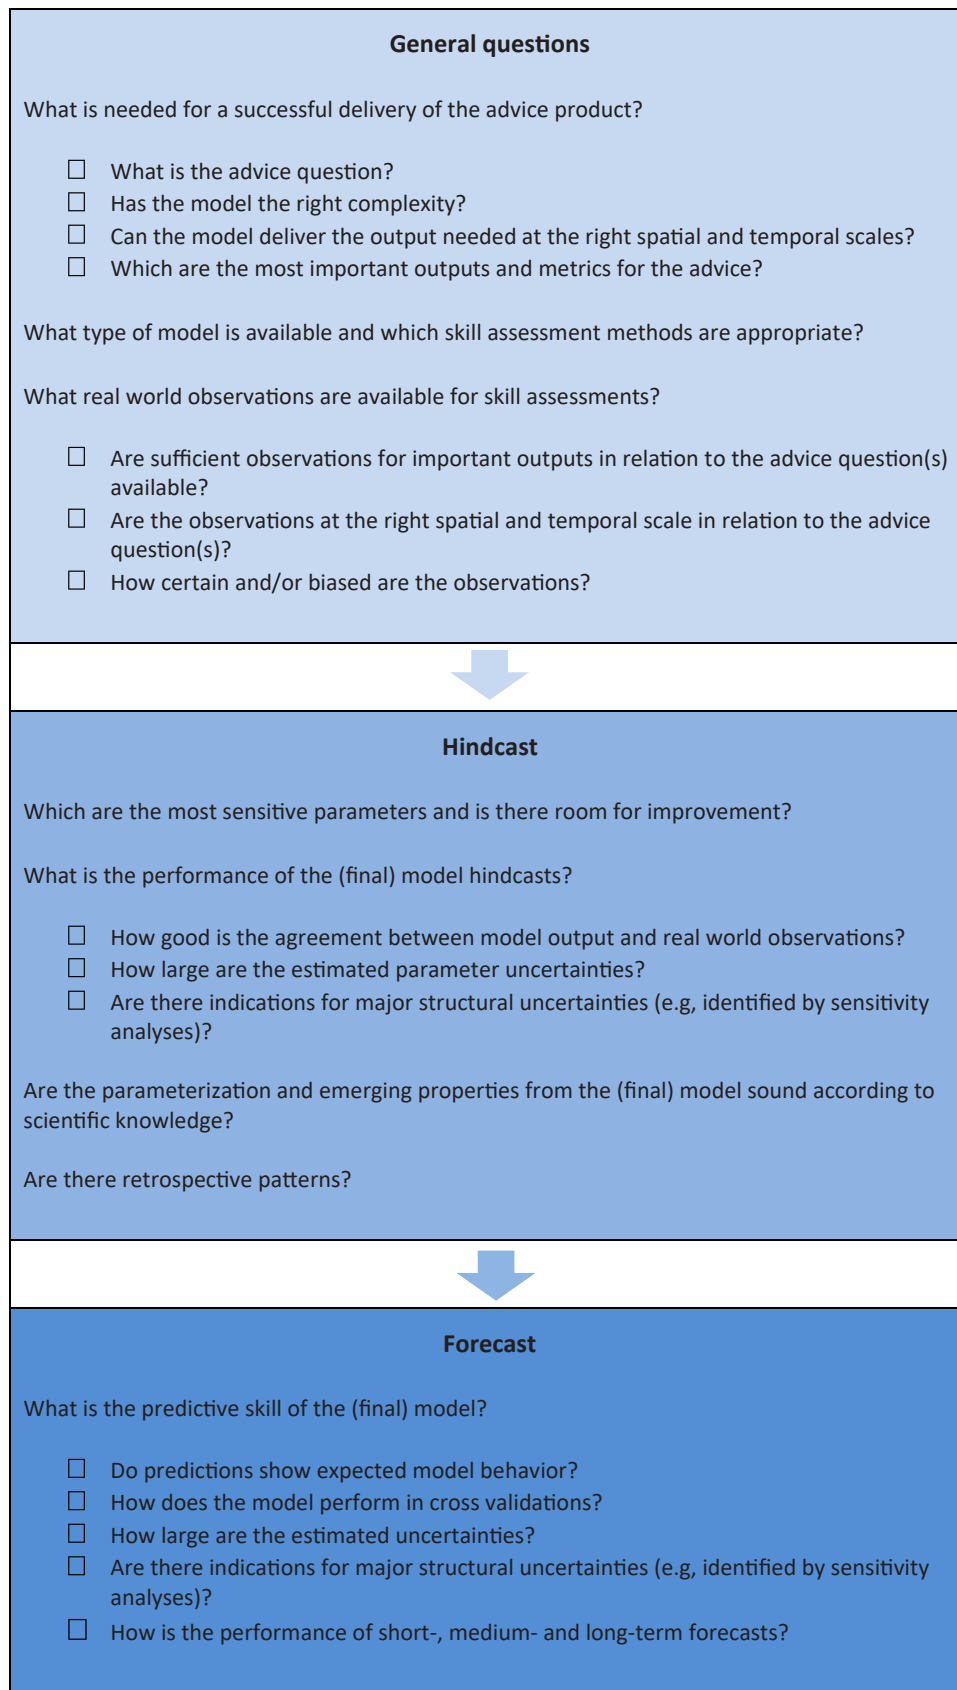 General questions
What is needed for a successful delivery of the advice product?
☐ What is the advice question?
☐ Has the model the right complexity?
☐ Can the model deliver the output needed at the right spatial and temporal scales?
☐ Which are the most important outputs and metrics for the advice?
What type of model is available and which skill assessment methods are appropriate?
What real world observations are available for skill assessments?
☐ Are sufficient observations for important outputs in relation to the advice question(s)
available?
☐ Are the observations at the right spatial and temporal scale in relation to the advice
question(s)?
☐ How certain and/or biased are the observations?
Hindcast
Which are the most sensitive parameters and is there room for improvement?
What is the performance of the (final) model hindcasts?
☐ How good is the agreement between model output and real world observations?
☐ How large are the estimated parameter uncertainties?
☐ Are there indications for major structural uncertainties (e.g, identified by sensitivity
analyses)?
Are the parameterization and emerging properties from the (final) model sound according to
scientific knowledge?
Are there retrospective patterns?
Forecast
What is the predictive skill of the (final) model?
☐ Do predictions show expected model behavior?
☐ How does the model perform in cross validations?
☐ How large are the estimated uncertainties?
☐ Are there indications for major structural uncertainties (e.g, identified by sensitivity
analyses)?
☐ How is the performance of short-, medium- and long-term forecasts?